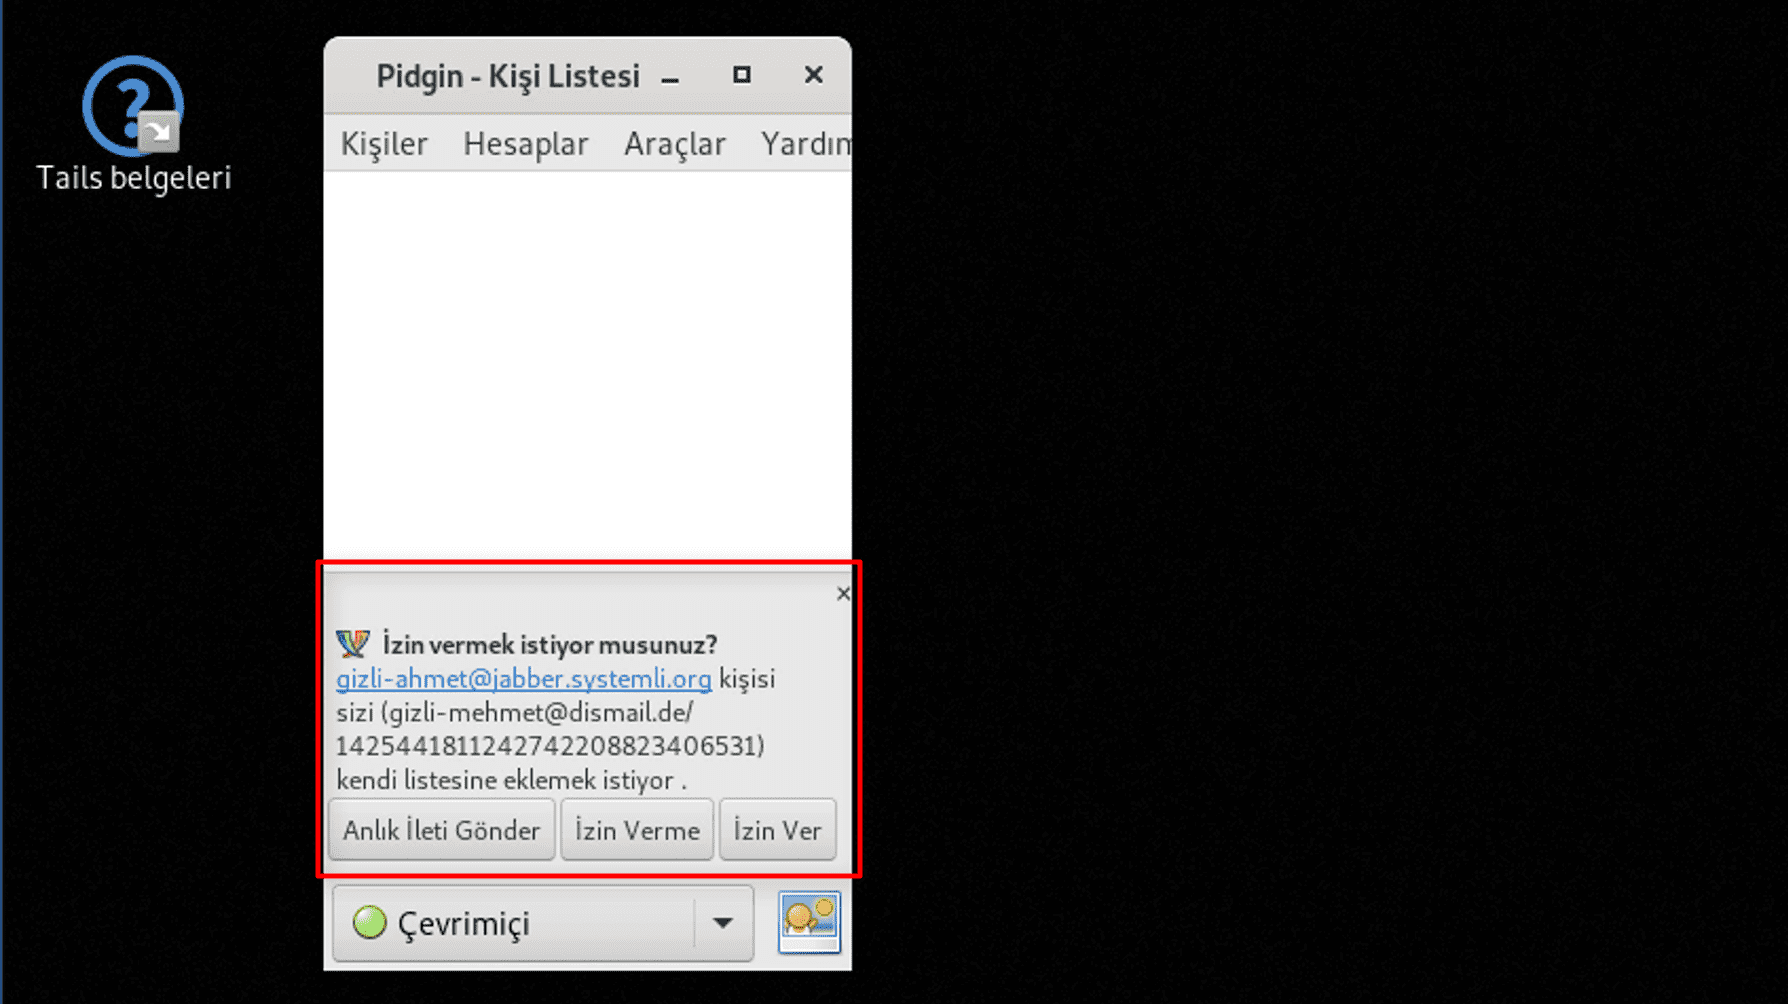 Tails belgeleri
Pidgin - Kişi Listesi
Kişiler Hesaplar Araçlar Yardım
İzin vermek istiyor musunuz?
gizli-ahmet@jabber.systemli.org kişisi
sizi (gizli-mehmet@dismail.de/
1425441811242742208823406531)
kendi listesine eklemek istiyor .
Anlık İleti Gönder İzin Verme İzin Ver
Çevrimiçi